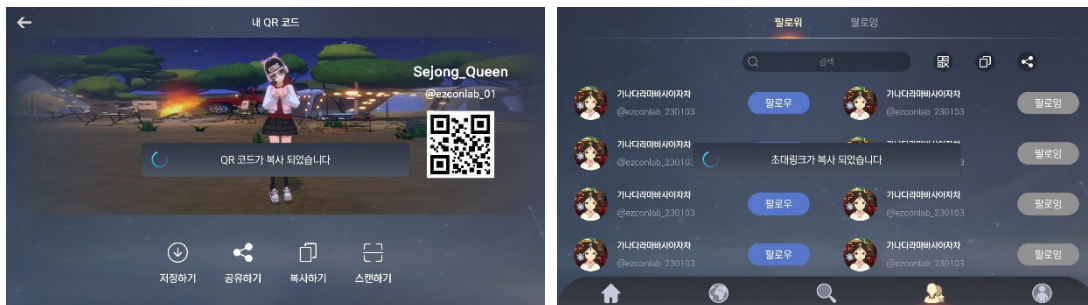 내 QR 코드
Sejong_Queen
@ezconlab_01
QR 코드가 복사 되었습니다
저장하기
공유하기
복사하기
스캔하기
팔로워
팔로잉
검색
가나다라마바사아자차
@ezconlab_230103
팔로우
가나다라마바사아자차
@ezconlab_230103
팔로잉
가나다라마바사아자차
@ezconlab_230103
초대링크가 복사 되었습니다
팔로잉
가나다라마바사아자차
@ezconlab_230103
팔로우
가나다라마바사아자차
@ezconlab_230103
팔로잉
가나다라마바사아자차
@ezconlab_230103
팔로우
가나다라마바사아자차
@ezconlab_230103
팔로잉